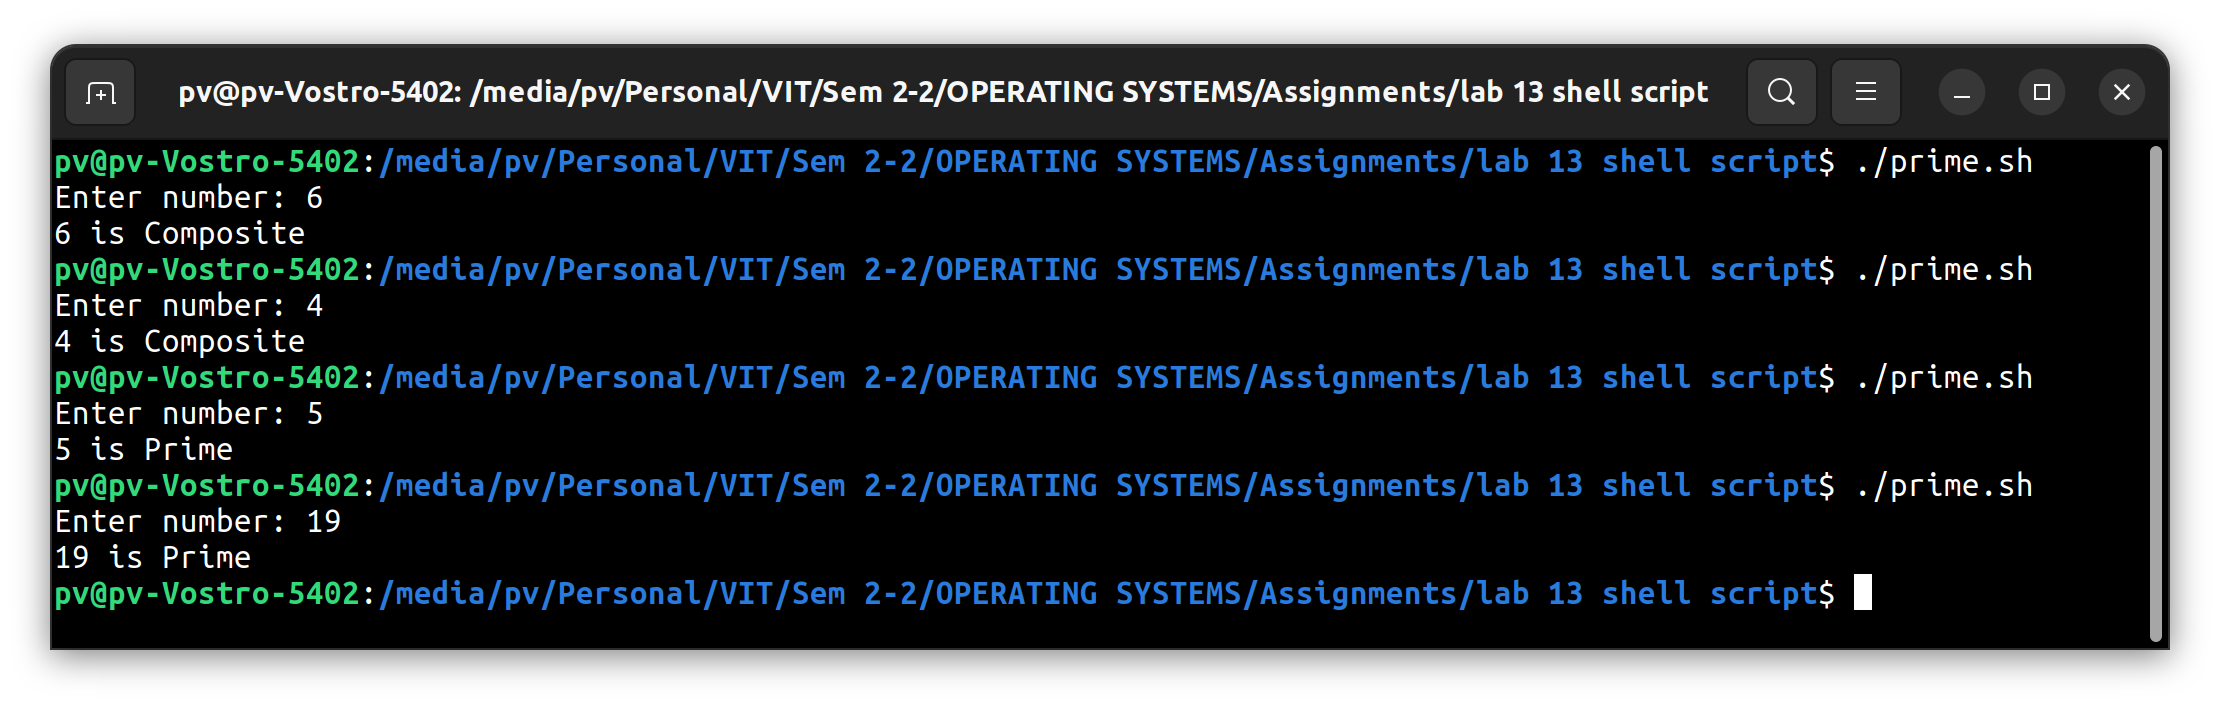 pv@pv-Vostro-5402: /media/pv/Personal/VIT/Sem 2-2/OPERATING SYSTEMS/Assignments/lab 13 shell script
pv@pv-Vostro-5402:/media/pv/Personal/VIT/Sem 2-2/OPERATING SYSTEMS/Assignments/lab 13 shell script$ ./prime.sh
Enter number: 6
6 is Composite
pv@pv-Vostro-5402:/media/pv/Personal/VIT/Sem 2-2/OPERATING SYSTEMS/Assignments/lab 13 shell script$ ./prime.sh
Enter number: 4
4 is Composite
pv@pv-Vostro-5402:/media/pv/Personal/VIT/Sem 2-2/OPERATING SYSTEMS/Assignments/lab 13 shell script$ ./prime.sh
Enter number: 5
5 is Prime
pv@pv-Vostro-5402:/media/pv/Personal/VIT/Sem 2-2/OPERATING SYSTEMS/Assignments/lab 13 shell script$ ./prime.sh
Enter number: 19
19 is Prime
pv@pv-Vostro-5402:/media/pv/Personal/VIT/Sem 2-2/OPERATING SYSTEMS/Assignments/lab 13 shell script$